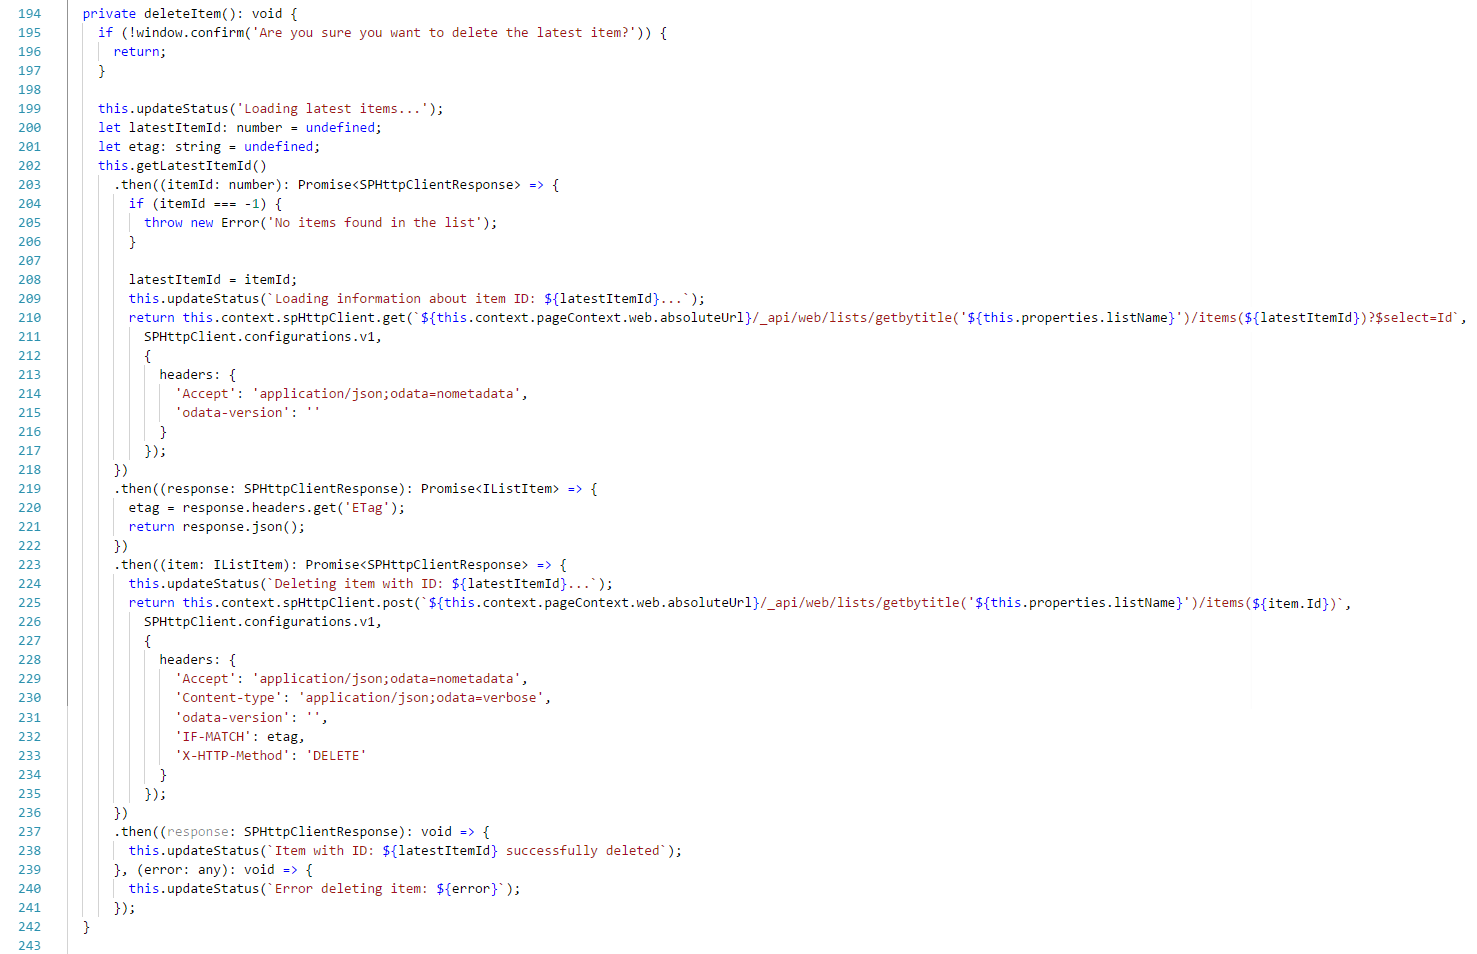 194 private deleteItem(): void {
195 if (!window.confirm('Are you sure you want to delete the latest item?')) {
196 return;
197 }
198
199 this.updateStatus('Loading latest items...');
200 let latestItemId: number = undefined;
201 let etag: string = undefined;
202 this.getLatestItemId()
203 .then((itemId: number): Promise<SPHttpClientResponse> => {
204 if (itemId === -1) {
205 throw new Error('No items found in the list');
206 }
207
208 latestItemId = itemId;
209 this.updateStatus(`Loading information about item ID: ${latestItemId}...`);
210 return this.context.spHttpClient.get(`${this.context.pageContext.web.absoluteUrl}/_api/web/lists/getbytitle('${this.properties.listName}')/items(${latestItemId})?$select=Id`,
211 SPHttpClient.configurations.v1,
212 {
213 headers: {
214 'Accept': 'application/json;odata=nometadata',
215 'odata-version': ''
216 }
217 });
218 })
219 .then((response: SPHttpClientResponse): Promise<IListItem> => {
220 etag = response.headers.get('ETag');
221 return response.json();
222 })
223 .then((item: IListItem): Promise<SPHttpClientResponse> => {
224 this.updateStatus(`Deleting item with ID: ${latestItemId}...`);
225 return this.context.spHttpClient.post(`${this.context.pageContext.web.absoluteUrl}/_api/web/lists/getbytitle('${this.properties.listName}')/items(${item.Id})`,
226 SPHttpClient.configurations.v1,
227 {
228 headers: {
229 'Accept': 'application/json;odata=nometadata',
230 'Content-type': 'application/json;odata=verbose',
231 'odata-version': '',
232 'IF-MATCH': etag,
233 'X-HTTP-Method': 'DELETE'
234 }
235 });
236 })
237 .then((response: SPHttpClientResponse): void => {
238 this.updateStatus(`Item with ID: ${latestItemId} successfully deleted`);
239 }, (error: any): void => {
240 this.updateStatus(`Error deleting item: ${error}`);
241 });
242 }
243